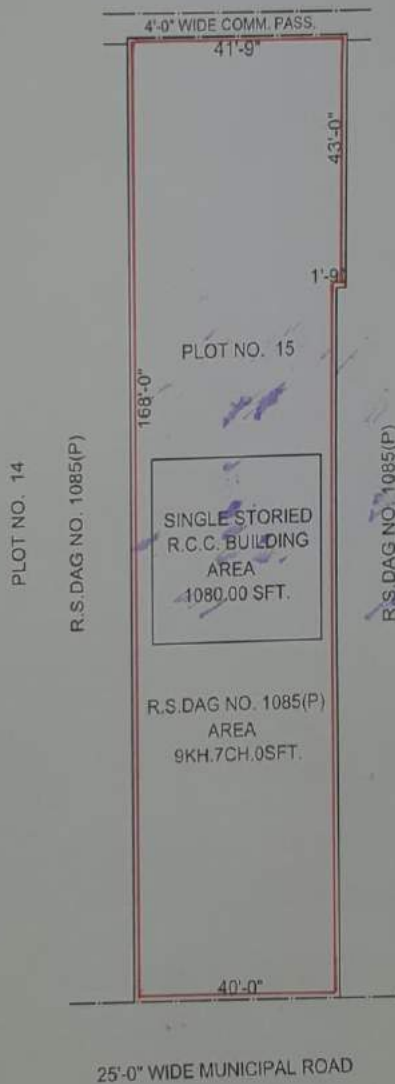 4'-0" WIDE COMM. PASS.
41'-9"
43'-0"
1'-9"
PLOT NO. 15
168'-0"
PLOT NO. 14
R.S.DAG NO. 1085(P)
R.S.DAG NO. 1085(P)
SINGLE STORIED
R.C.C. BUILDING
AREA
1080.00 SFT.
R.S.DAG NO. 1085(P)
AREA
9KH.7CH.0SFT.
40'-0"
25'-0" WIDE MUNICIPAL ROAD